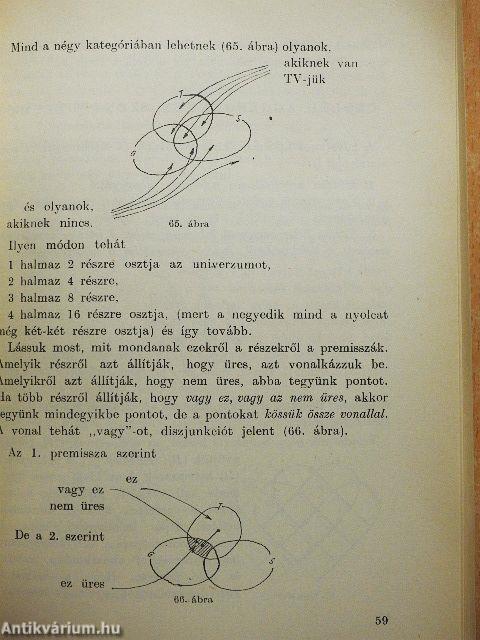 Mind a négy kategóriában lehetnek (65. ábra) olyanok,
akiknek van
TV-jük
T
S
G
és olyanok,
akiknek nincs.
65. ábra
Ilyen módon tehát
1 halmaz 2 részre osztja az univerzumot,
2 halmaz 4 részre,
3 halmaz 8 részre,
4 halmaz 16 részre osztja, (mert a negyedik mind a nyolcat
még két-két részre osztja) és így tovább.
Lássuk most, mit mondanak ezekről a részekről a premisszák.
Amelyik részről azt állítják, hogy üres, azt vonalkázzuk be.
Amelyikről azt állítják, hogy nem üres, abba tegyünk pontot.
Ha több részről állítják, hogy vagy ez, vagy az nem üres, akkor
tegyünk mindegyikbe pontot, de a pontokat kössük össze vonallal.
A vonal tehát „vagy"-ot, diszjunkciót jelent (66. ábra).
Az 1. premissza szerint
ez
vagy ez
nem üres
T
De a 2. szerint
G
S
ez üres
66. ábra
59
Antikvárium.hu